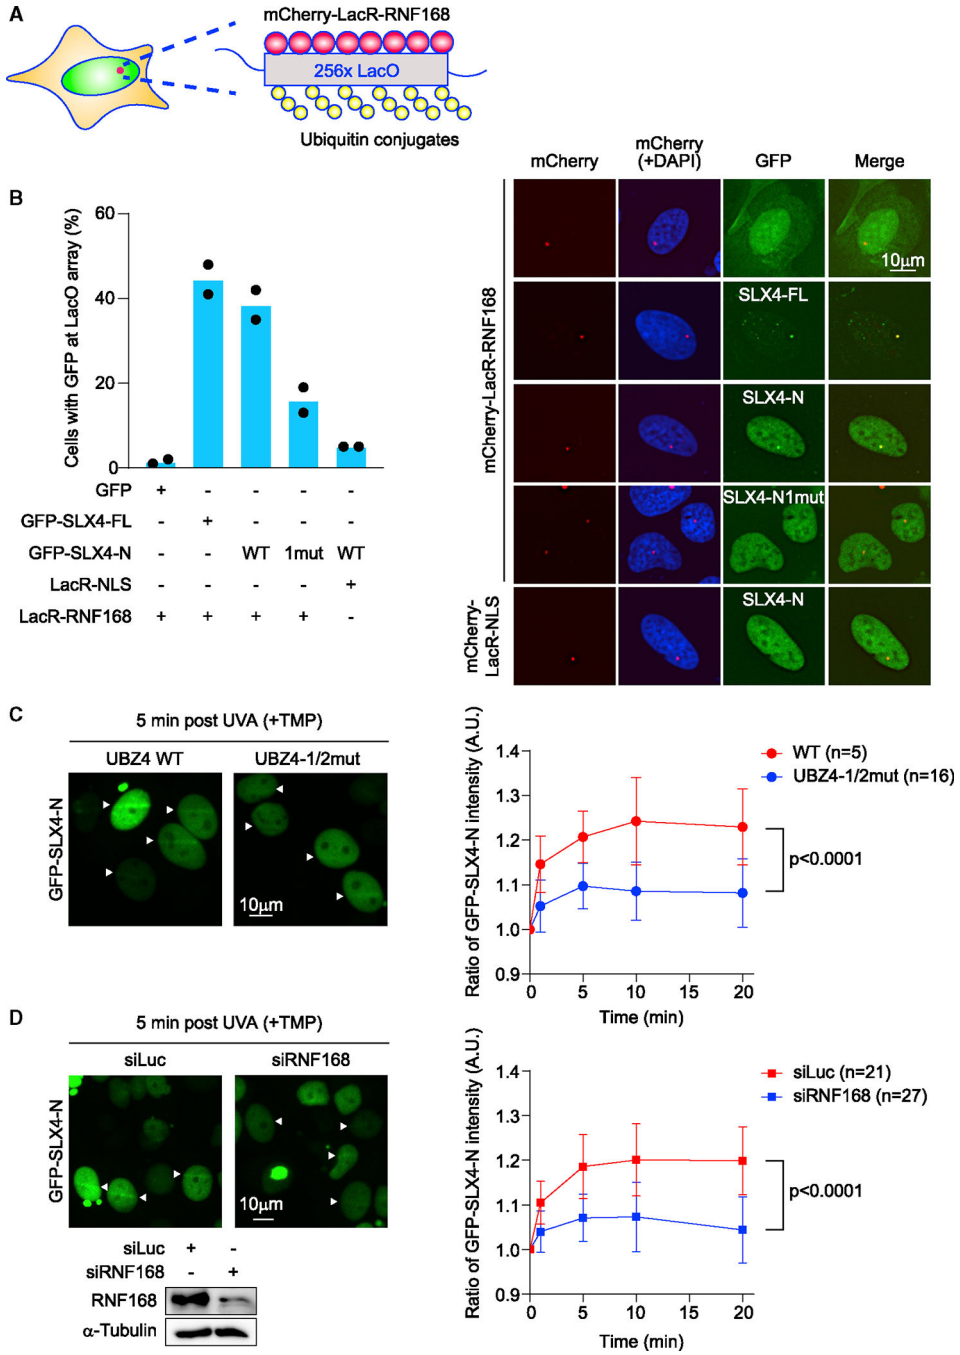 A
mCherry-LacR-RNF168
256x LacO
Ubiquitin conjugates
B
Cells with GFP at LacO array (%)
60
40
20
0
GFP + - - - -
GFP-SLX4-FL - + - - -
GFP-SLX4-N - - WT 1mut WT
LacR-NLS - - - - +
LacR-RNF168 + + + + -
mCherry
mCherry (+DAPI)
GFP
Merge
mCherry-LacR-RNF168
10μm
SLX4-FL
SLX4-N
SLX4-N1mut
mCherry-LacR-NLS
SLX4-N
C
5 min post UVA (+TMP)
UBZ4 WT
UBZ4-1/2mut
GFP-SLX4-N
10μm
Ratio of GFP-SLX4-N intensity (A.U.)
1.4
1.3
1.2
1.1
1.0
0.9
0 5 10 15 20
Time (min)
WT (n=5)
UBZ4-1/2mut (n=16)
p<0.0001
D
5 min post UVA (+TMP)
siLuc
siRNF168
GFP-SLX4-N
10μm
siLuc + -
siRNF168 - +
RNF168
α-Tubulin
Ratio of GFP-SLX4-N intensity (A.U.)
1.4
1.3
1.2
1.1
1.0
0.9
0 5 10 15 20
Time (min)
siLuc (n=21)
siRNF168 (n=27)
p<0.0001